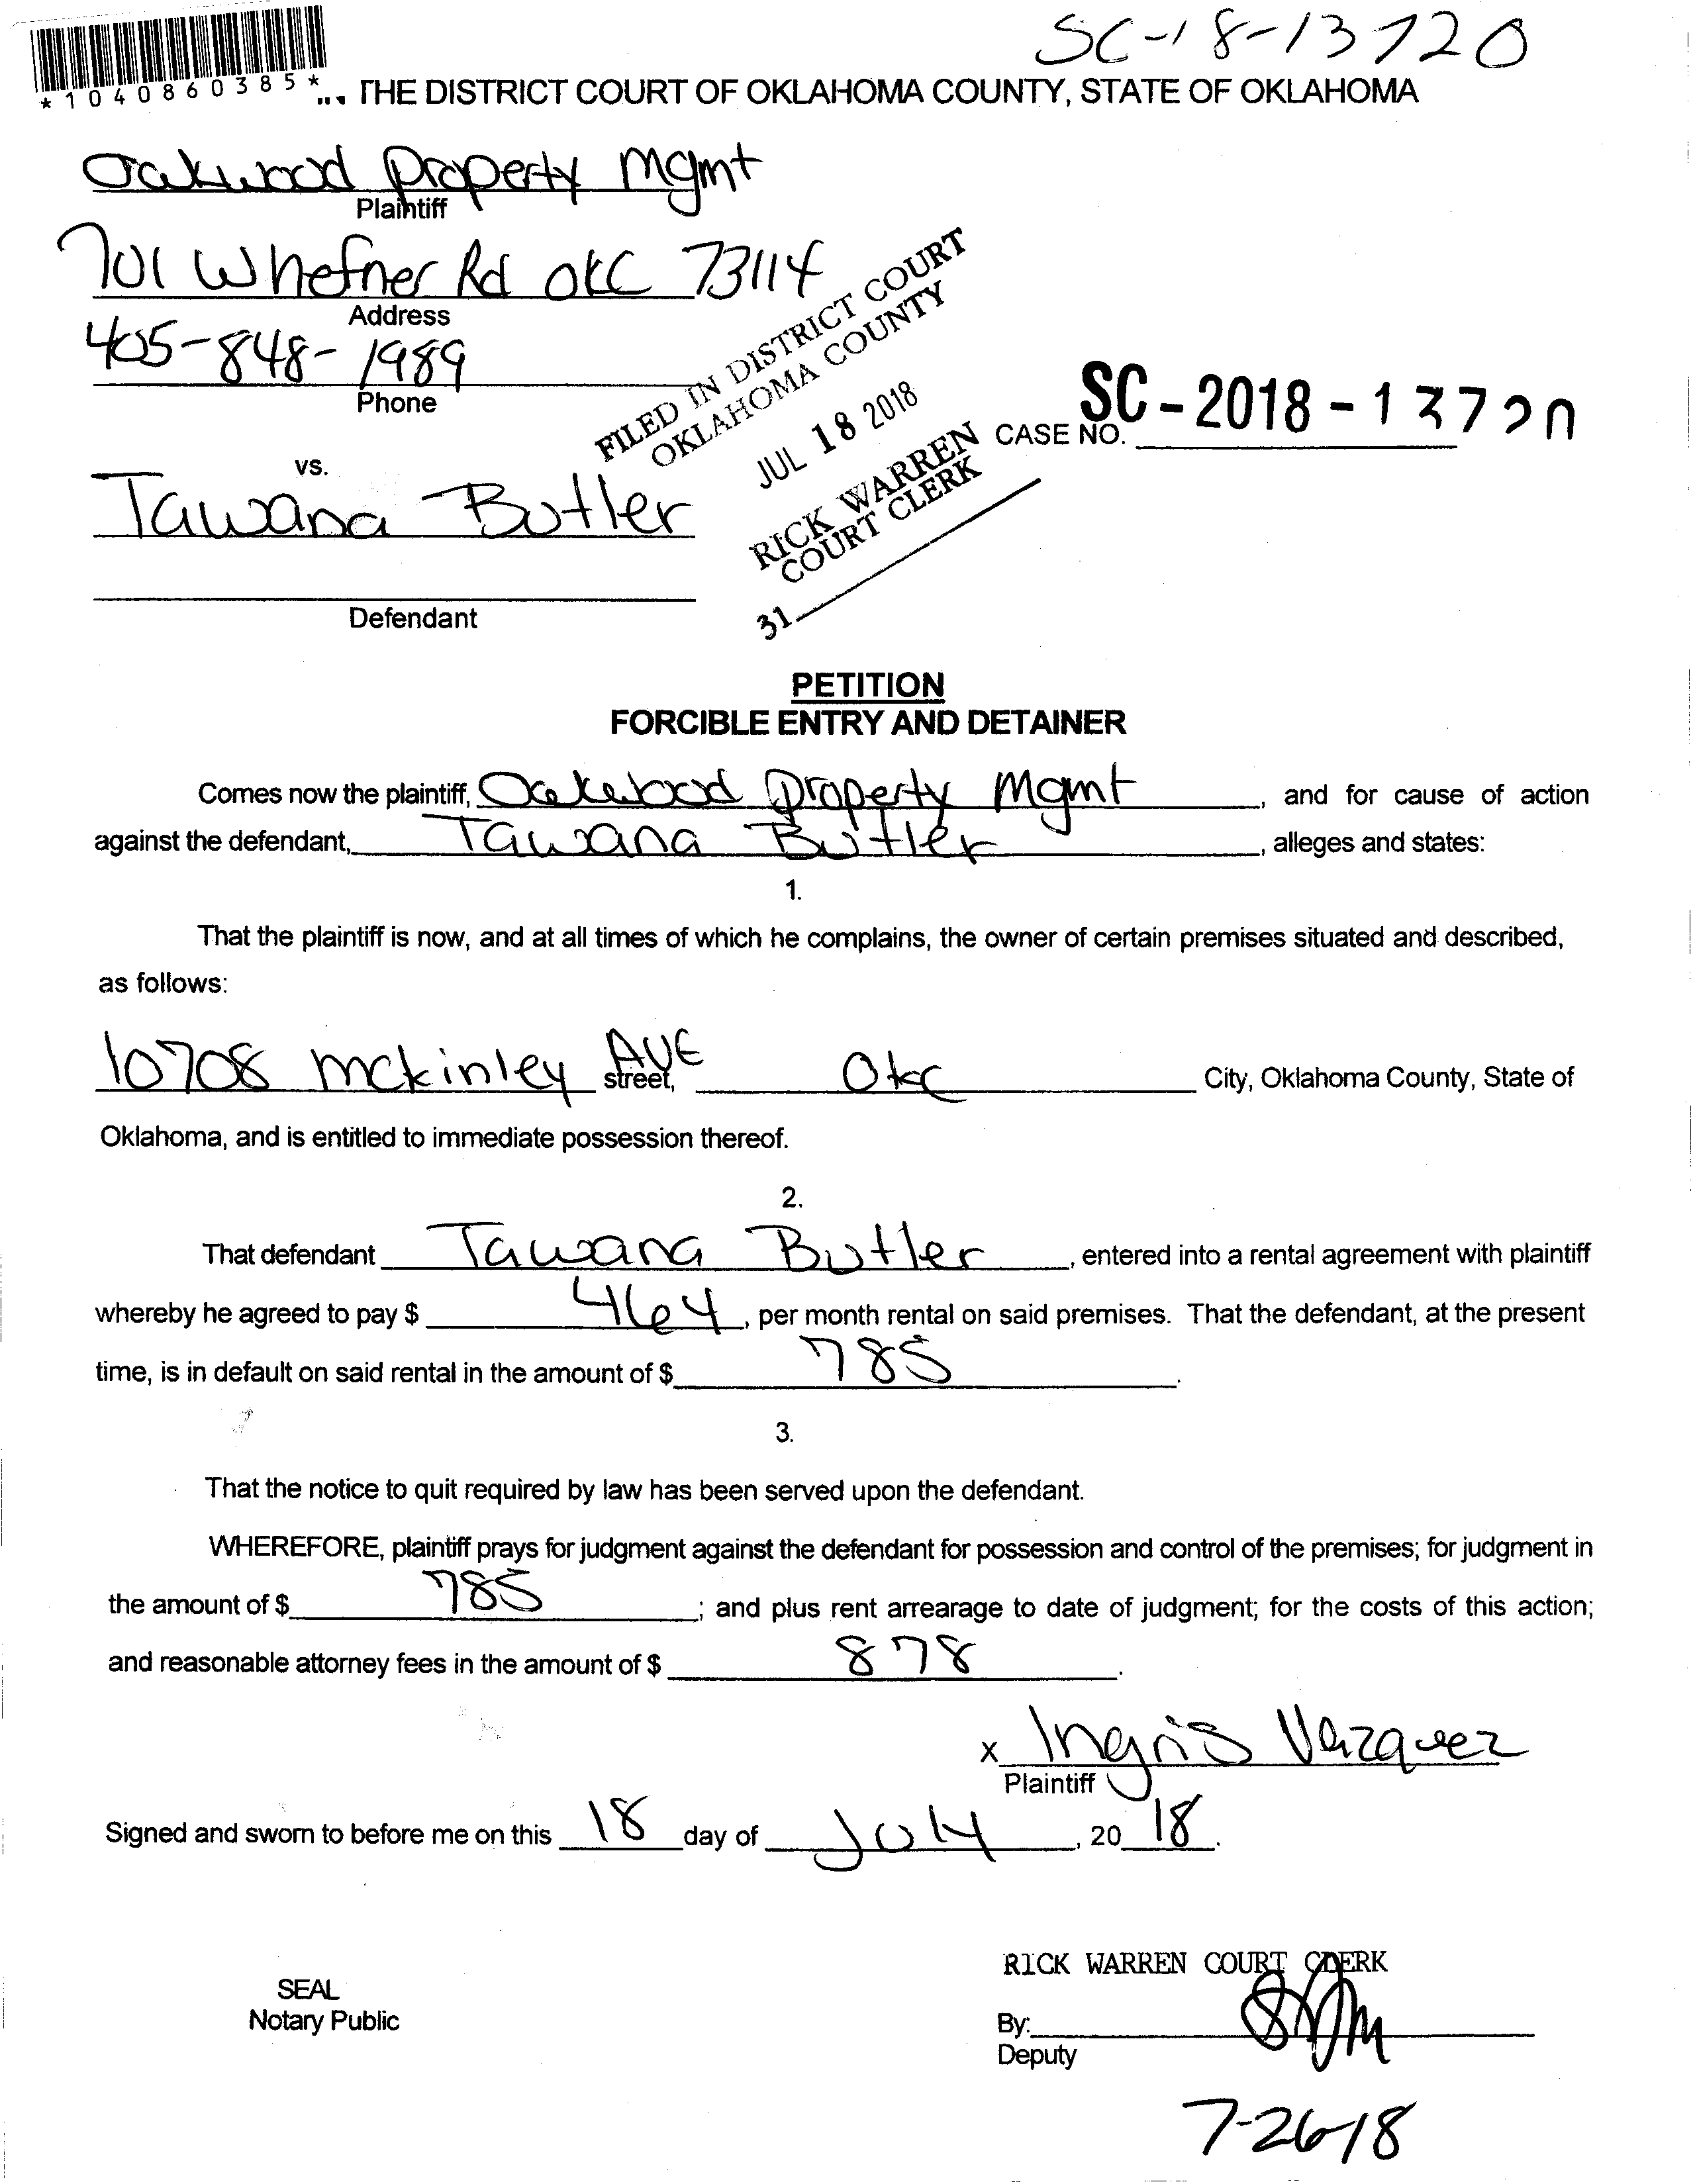 SC-18-13720
*1040860385*
THE DISTRICT COURT OF OKLAHOMA COUNTY, STATE OF OKLAHOMA
Oakwood Property Mgmt
Plaintiff
701 W hefner Rd OKC 73114
Address
405-848-1989
Phone
FILED IN DISTRICT COURT
OKLAHOMA COUNTY
JUL 18 2018
RICK WARREN
COURT CLERK
31
SC-2018-13720
CASE NO.
vs.
Tawana Butler
Defendant
PETITION
FORCIBLE ENTRY AND DETAINER
Comes now the plaintiff, Oakwood Property Mgmt, and for cause of action
against the defendant, Tawana Butler, alleges and states:
1.
That the plaintiff is now, and at all times of which he complains, the owner of certain premises situated and described,
as follows:
10708 mckinley AVE street, OKC City, Oklahoma County, State of
Oklahoma, and is entitled to immediate possession thereof.
2.
That defendant Tawana Butler, entered into a rental agreement with plaintiff
whereby he agreed to pay $ 464, per month rental on said premises. That the defendant, at the present
time, is in default on said rental in the amount of $ 785.
3.
That the notice to quit required by law has been served upon the defendant.
WHEREFORE, plaintiff prays for judgment against the defendant for possession and control of the premises; for judgment in
the amount of $ 785; and plus rent arrearage to date of judgment; for the costs of this action;
and reasonable attorney fees in the amount of $ 878.
x Ingris Vazquez
Plaintiff
Signed and sworn to before me on this 18 day of July, 20 18.
RICK WARREN COURT CLERK
SEAL
Notary Public
By:
Deputy
7-26-18